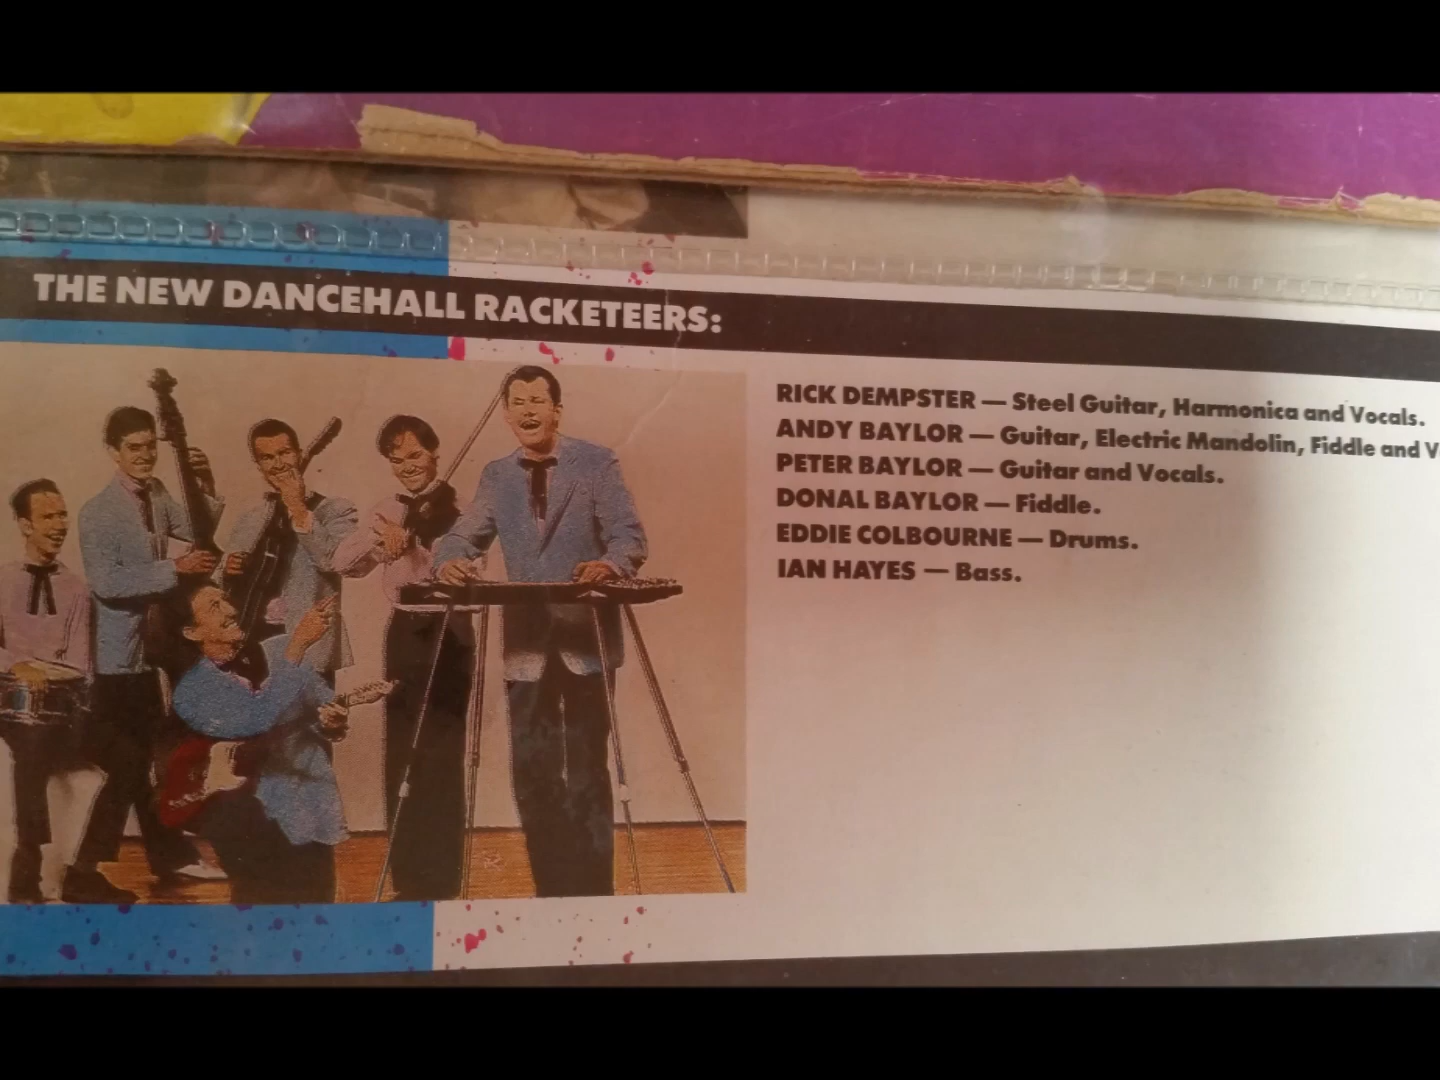 THE NEW DANCEHALL RACKETEERS:
RICK DEMPSTER — Steel Guitar, Harmonica and Vocals.
ANDY BAYLOR — Guitar, Electric Mandolin, Fiddle and V
PETER BAYLOR — Guitar and Vocals.
DONAL BAYLOR — Fiddle.
EDDIE COLBOURNE — Drums.
IAN HAYES — Bass.